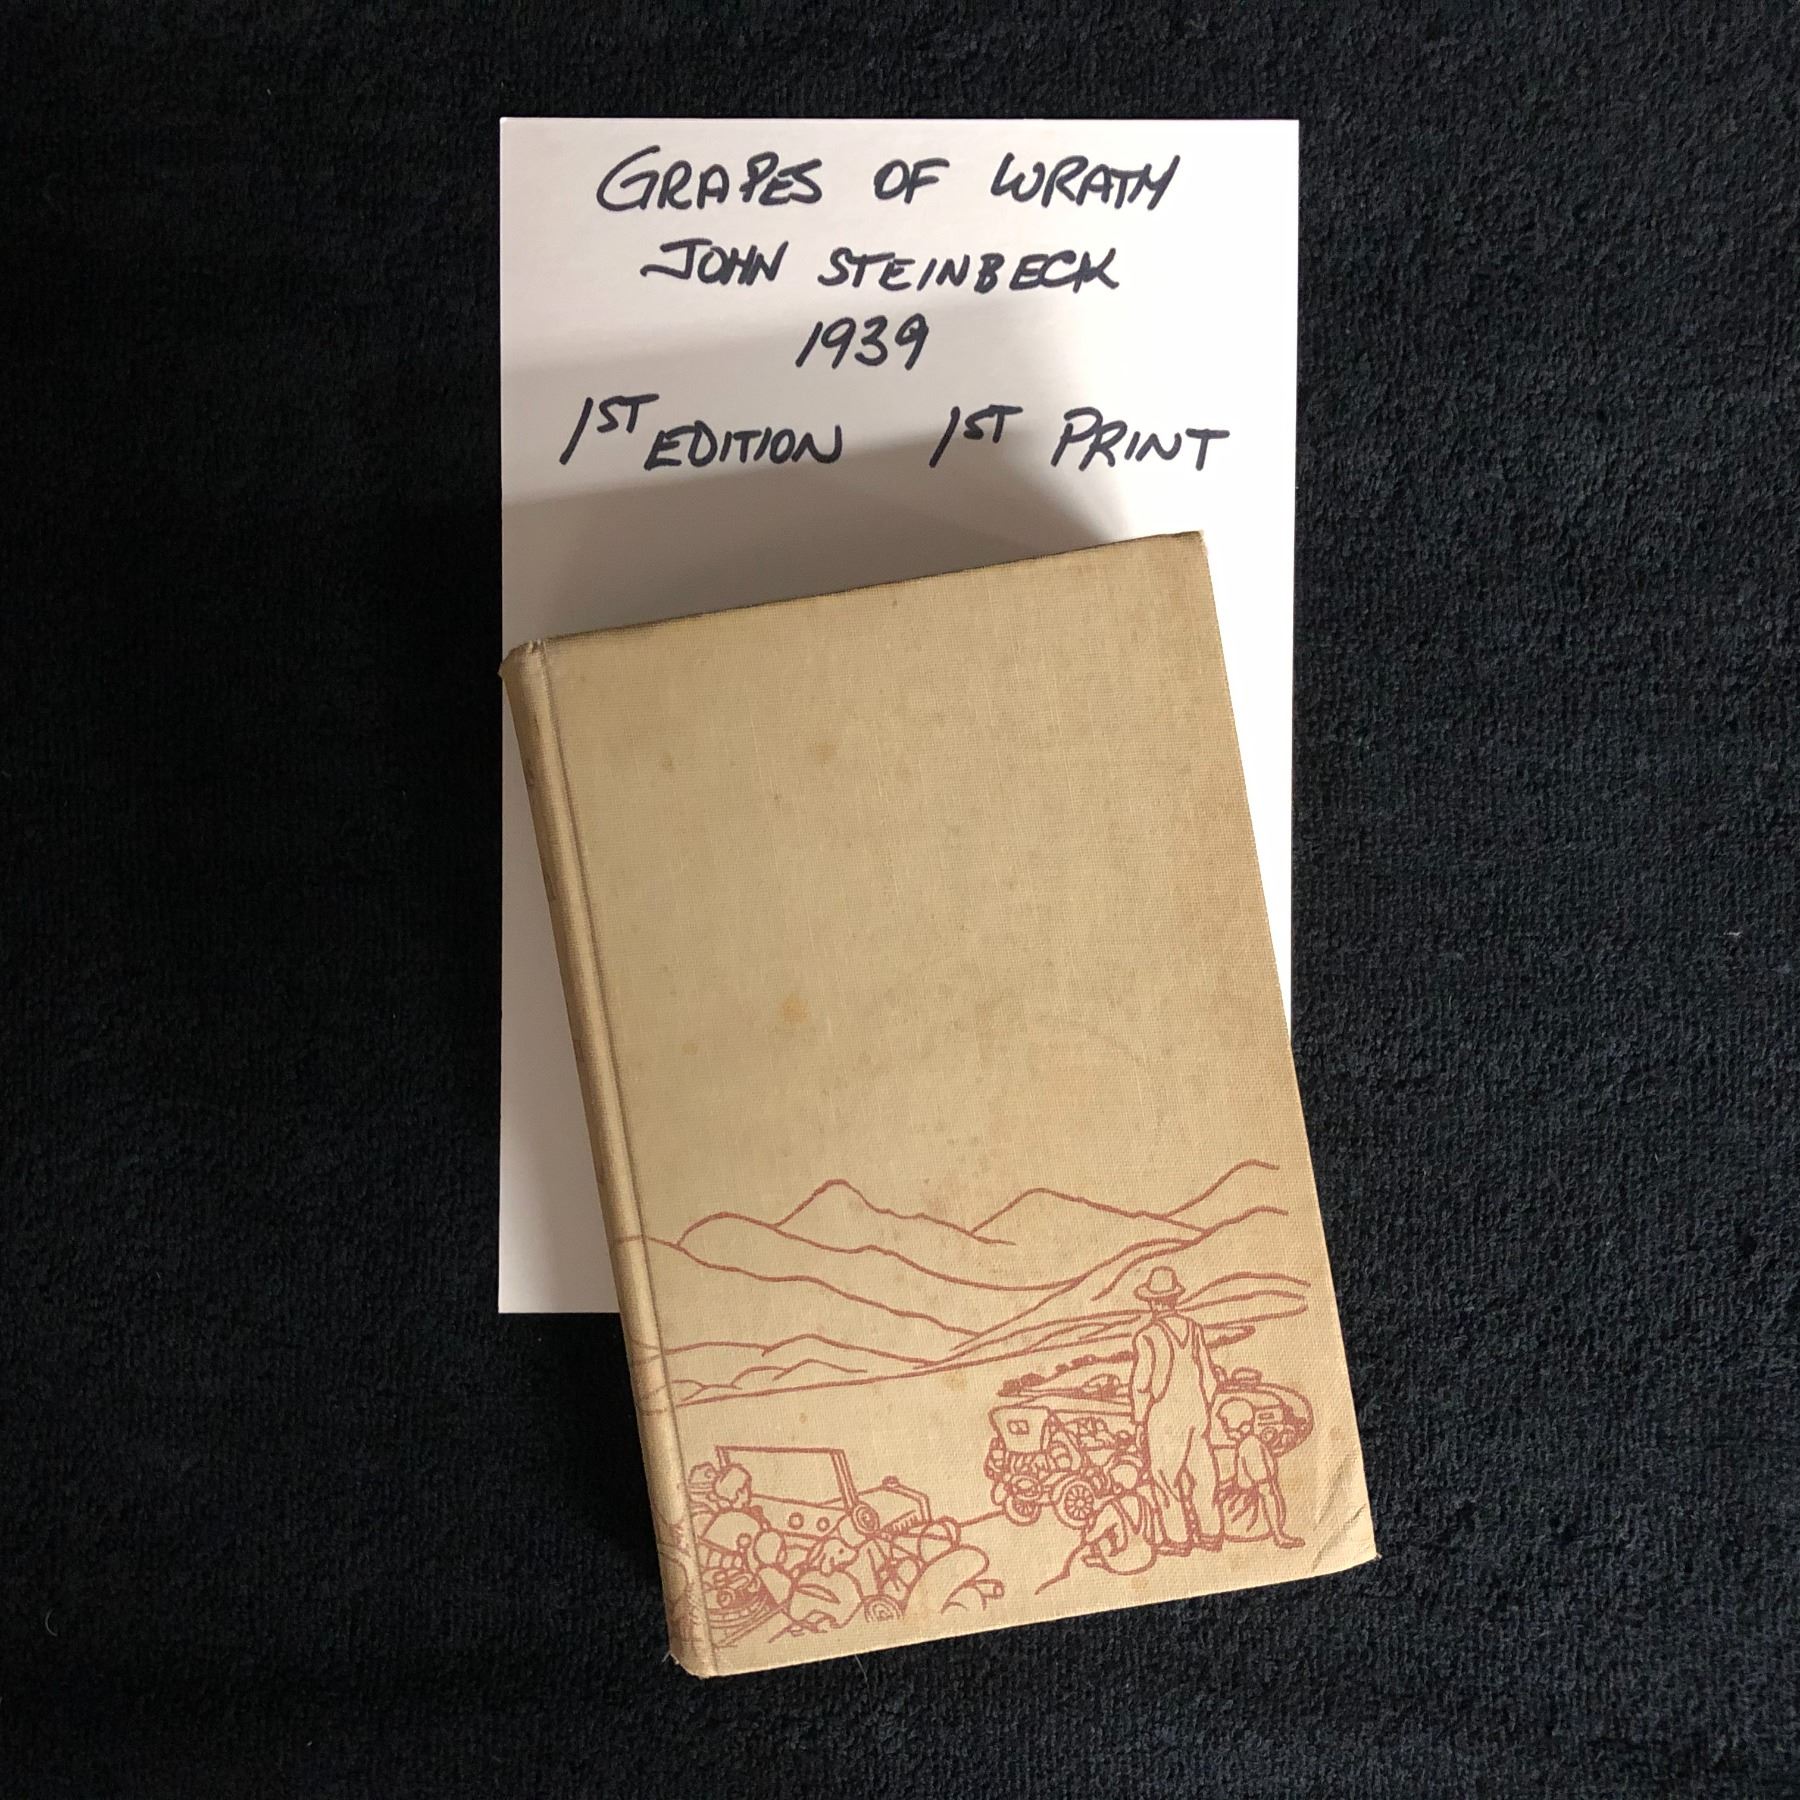 GRAPES OF WRATH
JOHN STEINBECK
1939
1ST EDITION 1ST PRINT